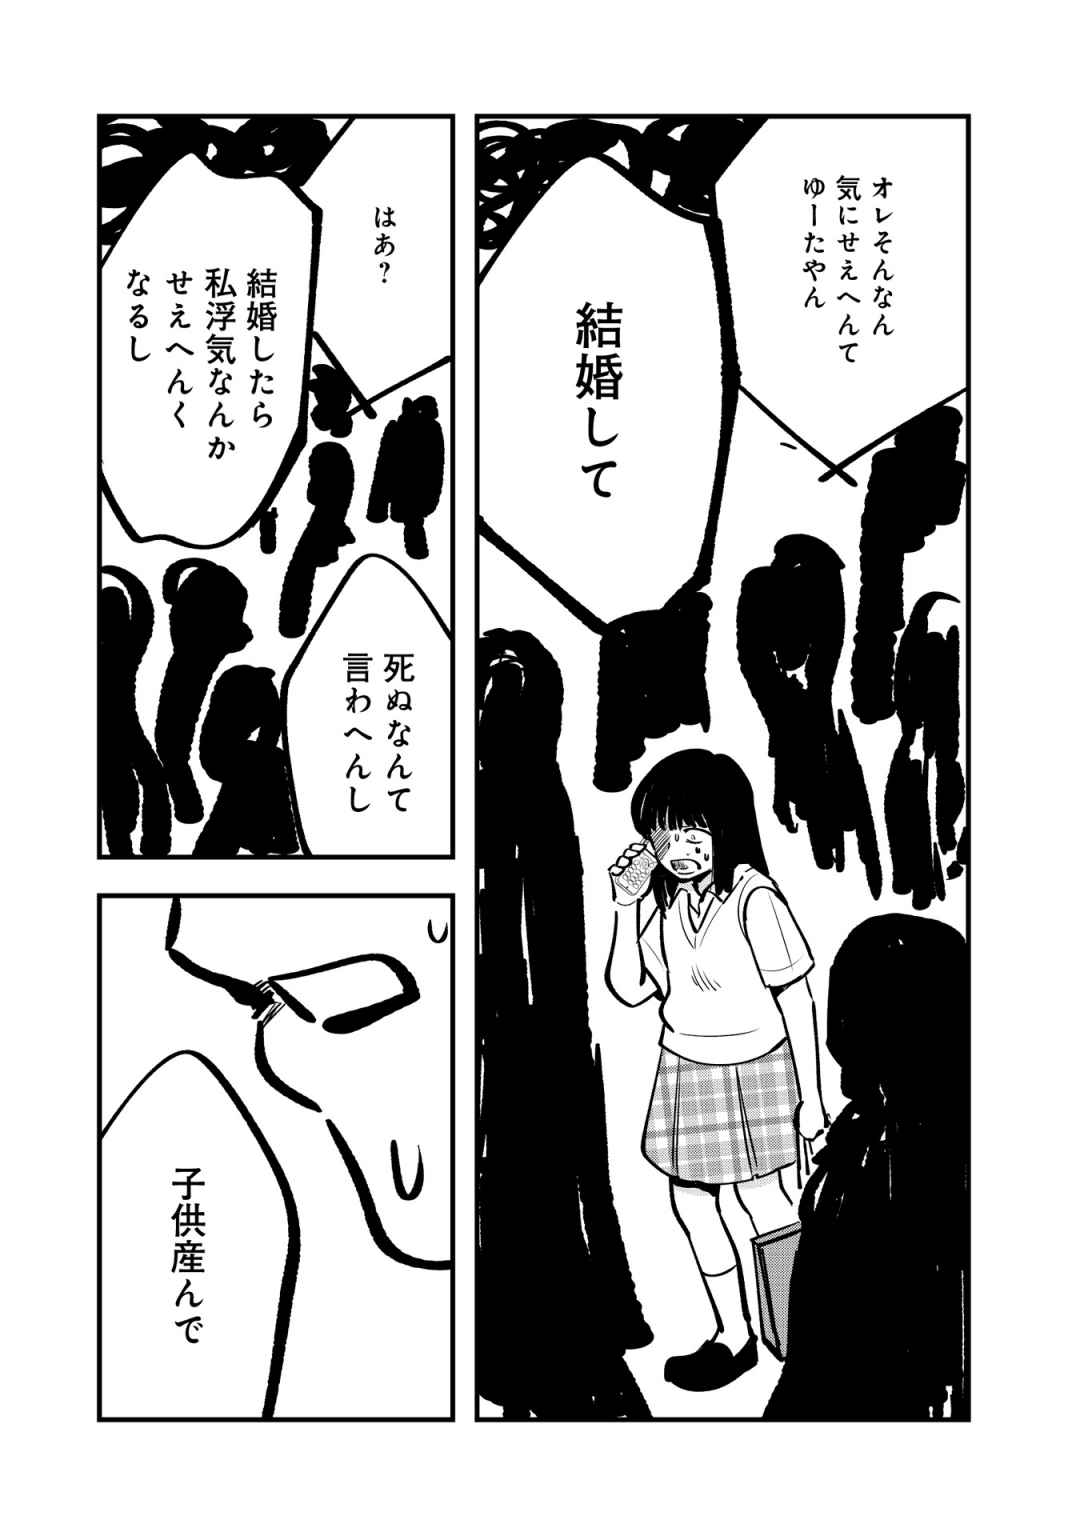 オレそんなん
気にせえへんて
ゆーたやん
結婚して
はあ?
結婚したら
私浮気なんか
せえへんく
なるし
死ぬなんて
言わへんし
子供産んで